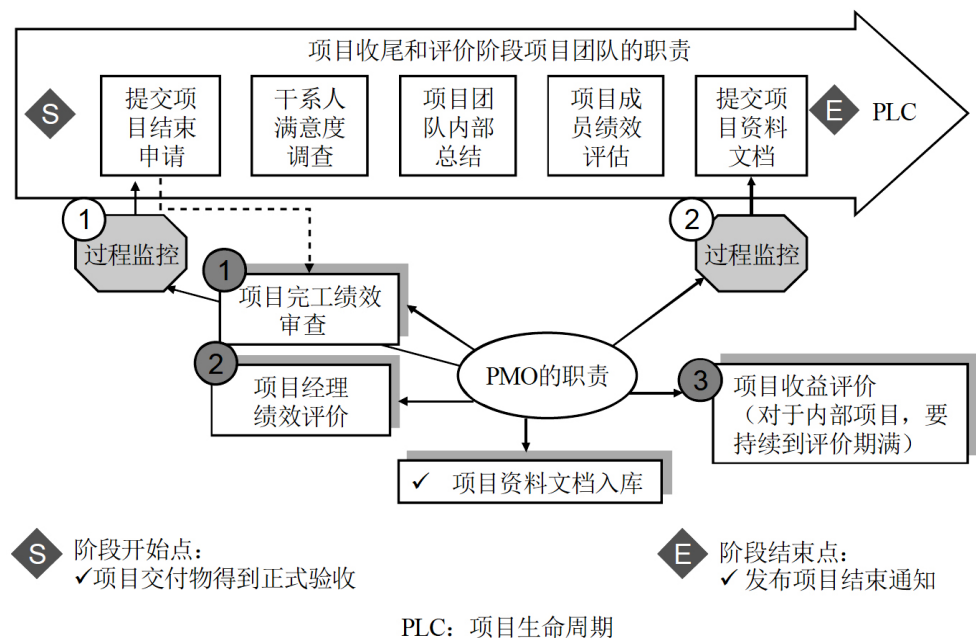 项目收尾和评价阶段项目团队的职责
S
提交项
目结束
申请
干系人
满意度
调查
项目团
队内部
总结
项目成
员绩效
评估
提交项
目资料
文档
E
PLC
1
过程监控
2
过程监控
1
项目完工绩效
审查
2
项目经理
绩效评价
PMO的职责
3
项目收益评价
（对于内部项目，要
持续到评价期满）
✓ 项目资料文档入库
S
阶段开始点：
✓项目交付物得到正式验收
E
阶段结束点：
✓ 发布项目结束通知
PLC：项目生命周期